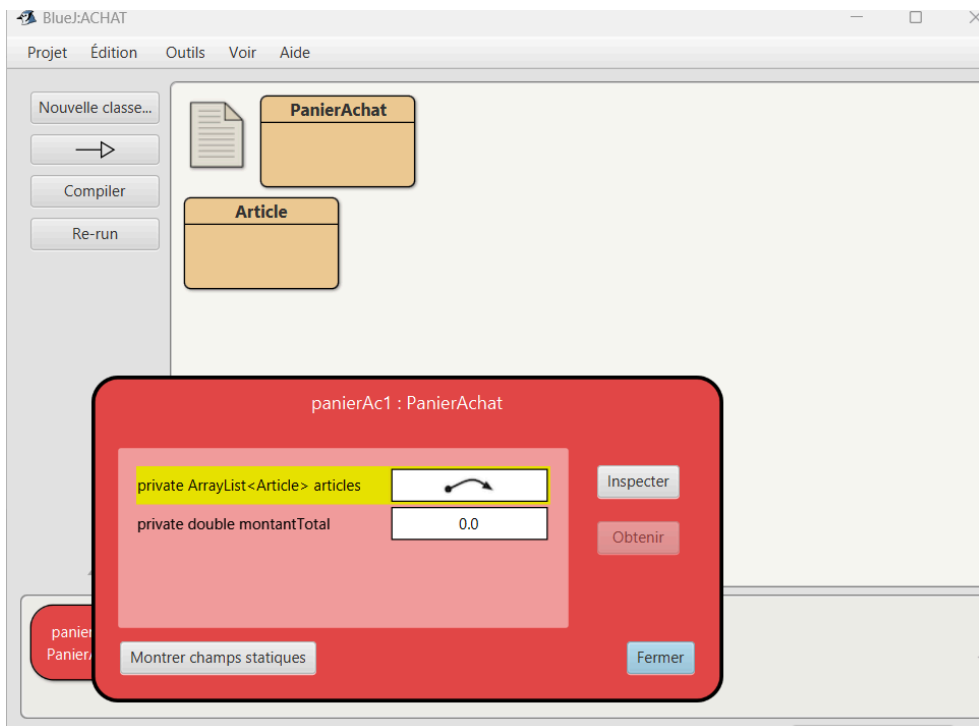 BlueJ:ACHAT
Projet Édition Outils Voir Aide
Nouvelle classe...
Compiler
Re-run
PanierAchat
Article
panierAc1 : PanierAchat
private ArrayList<Article> articles
private double montantTotal 0.0
Inspecter
Obtenir
Montrer champs statiques
Fermer